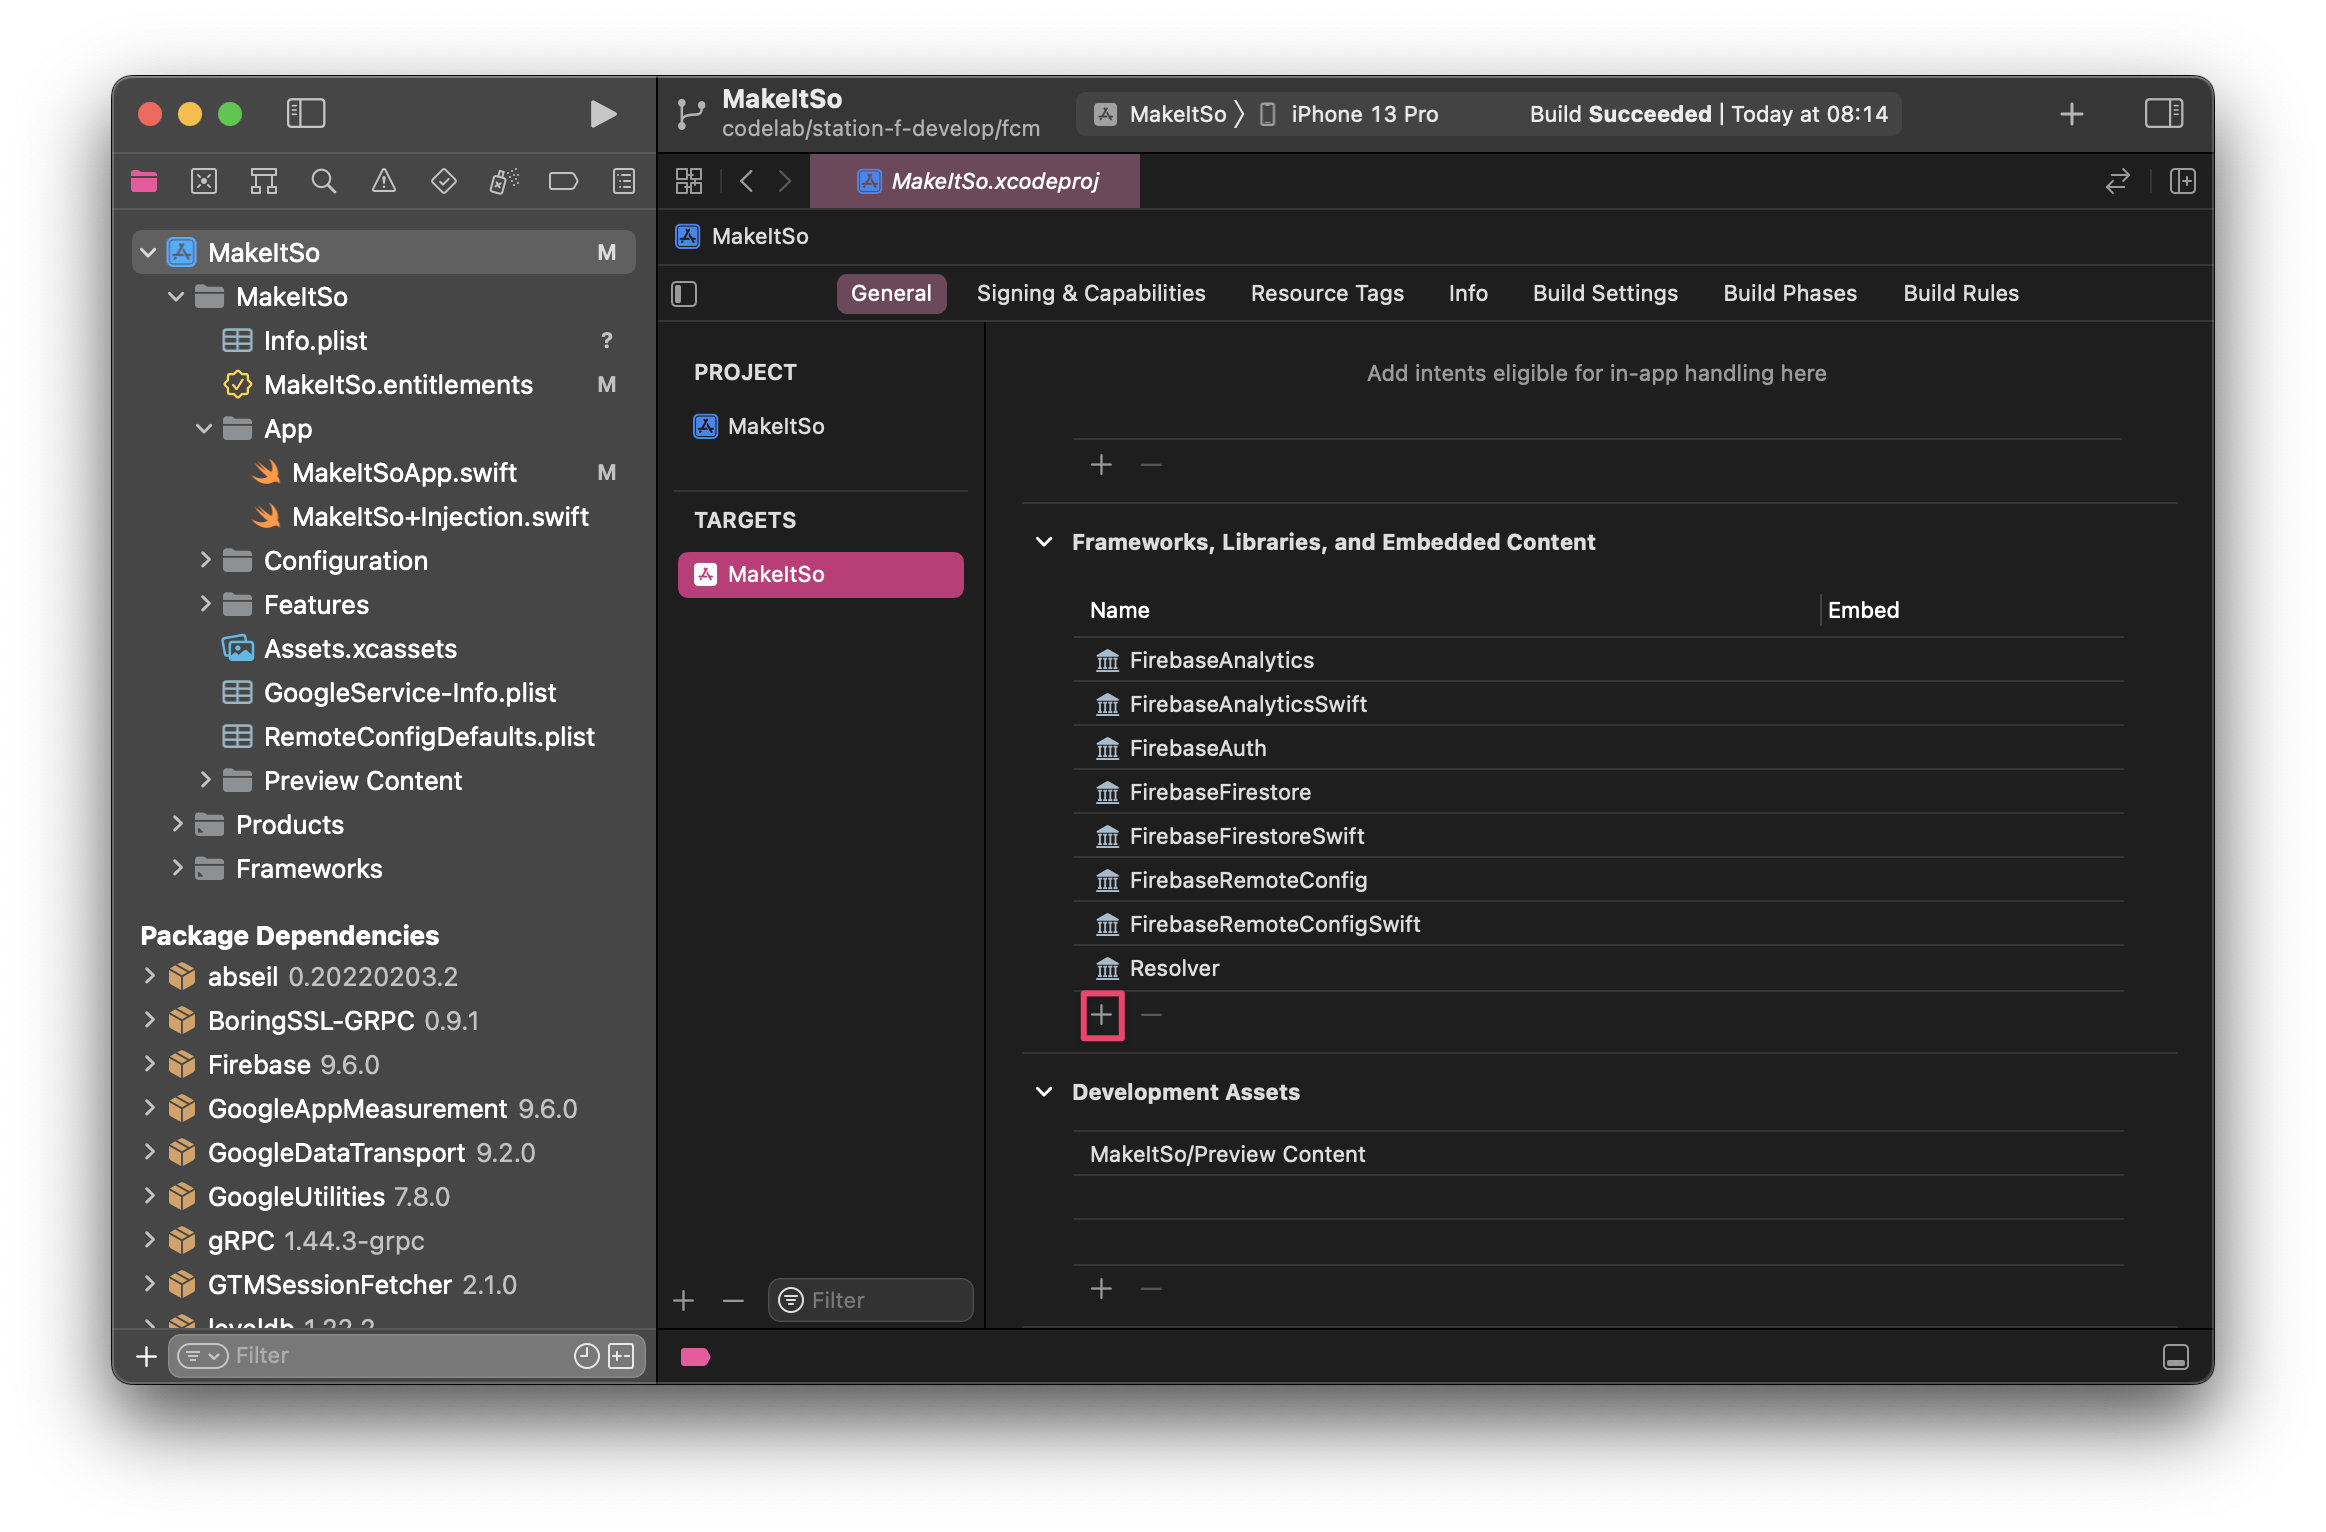 MakeItSo
codelab/station-f-develop/fcm
MakeItSo
iPhone 13 Pro
Build Succeeded | Today at 08:14
MakeItSo.xcodeproj
MakeItSo M
MakeItSo
Info.plist ?
MakeItSo.entitlements M
App
MakeItSoApp.swift M
MakeItSo+Injection.swift
Configuration
Features
Assets.xcassets
GoogleService-Info.plist
RemoteConfigDefaults.plist
Preview Content
Products
Frameworks
Package Dependencies
abseil 0.20220203.2
BoringSSL-GRPC 0.9.1
Firebase 9.6.0
GoogleAppMeasurement 9.6.0
GoogleDataTransport 9.2.0
GoogleUtilities 7.8.0
gRPC 1.44.3-grpc
GTMSessionFetcher 2.1.0
leveldb 1.22.2
Filter
MakeItSo
General Signing & Capabilities Resource Tags Info Build Settings Build Phases Build Rules
PROJECT
MakeItSo
TARGETS
MakeItSo
Filter
Add intents eligible for in-app handling here
Frameworks, Libraries, and Embedded Content
Name Embed
FirebaseAnalytics
FirebaseAnalyticsSwift
FirebaseAuth
FirebaseFirestore
FirebaseFirestoreSwift
FirebaseRemoteConfig
FirebaseRemoteConfigSwift
Resolver
Development Assets
MakeItSo/Preview Content